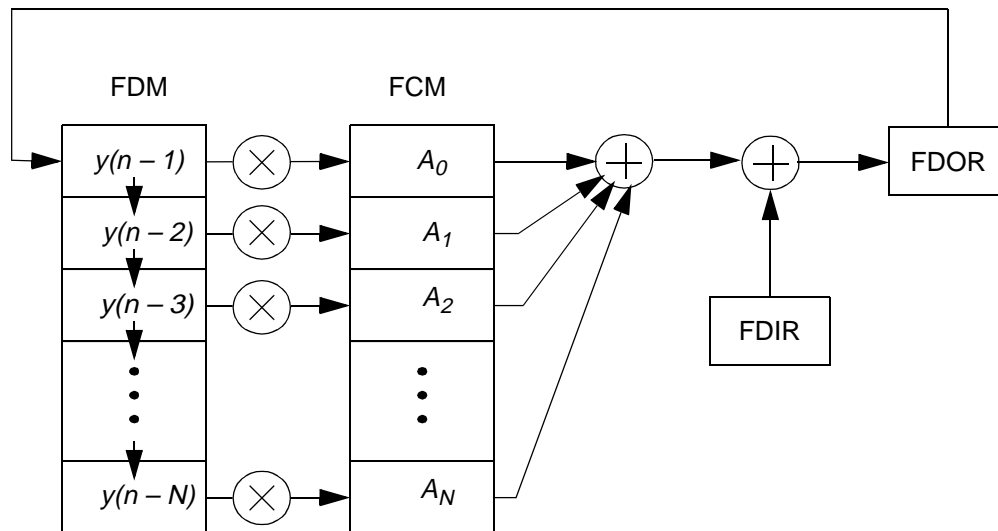 FDM FCM
y(n – 1) A0 FDOR
y(n – 2) A1
y(n – 3) A2
FDIR
y(n – N) AN